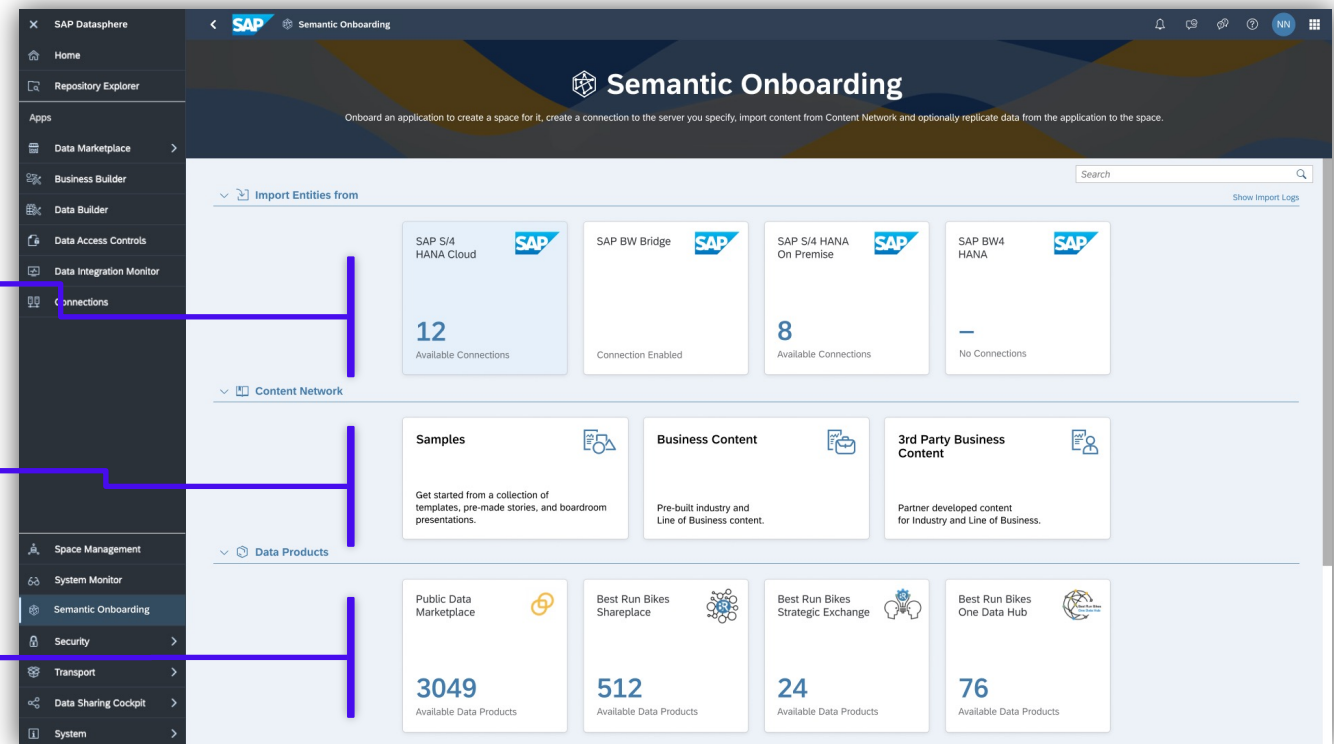 SAP Datasphere
SAP
Semantic Onboarding
NN
Home
Repository Explorer
Apps
Data Marketplace
Business Builder
Data Builder
Data Access Controls
Data Integration Monitor
Connections
Space Management
System Monitor
Semantic Onboarding
Security
Transport
Data Sharing Cockpit
System
Semantic Onboarding
Onboard an application to create a space for it, create a connection to the server you specify, import content from Content Network and optionally replicate data from the application to the space.
Search
Import Entities from
Show Import Logs
SAP S/4
HANA Cloud
SAP
12
Available Connections
SAP BW Bridge
SAP
Connection Enabled
SAP S/4 HANA
On Premise
SAP
8
Available Connections
SAP BW4
HANA
SAP
–
No Connections
Content Network
Samples
Get started from a collection of
templates, pre-made stories, and boardroom
presentations.
Business Content
Pre-built industry and
Line of Business content.
3rd Party Business
Content
Partner developed content
for Industry and Line of Business.
Data Products
Public Data
Marketplace
3049
Available Data Products
Best Run Bikes
Shareplace
512
Available Data Products
Best Run Bikes
Strategic Exchange
24
Available Data Products
Best Run Bikes
One Data Hub
Best Run Bikes
One Data Hub
76
Available Data Products